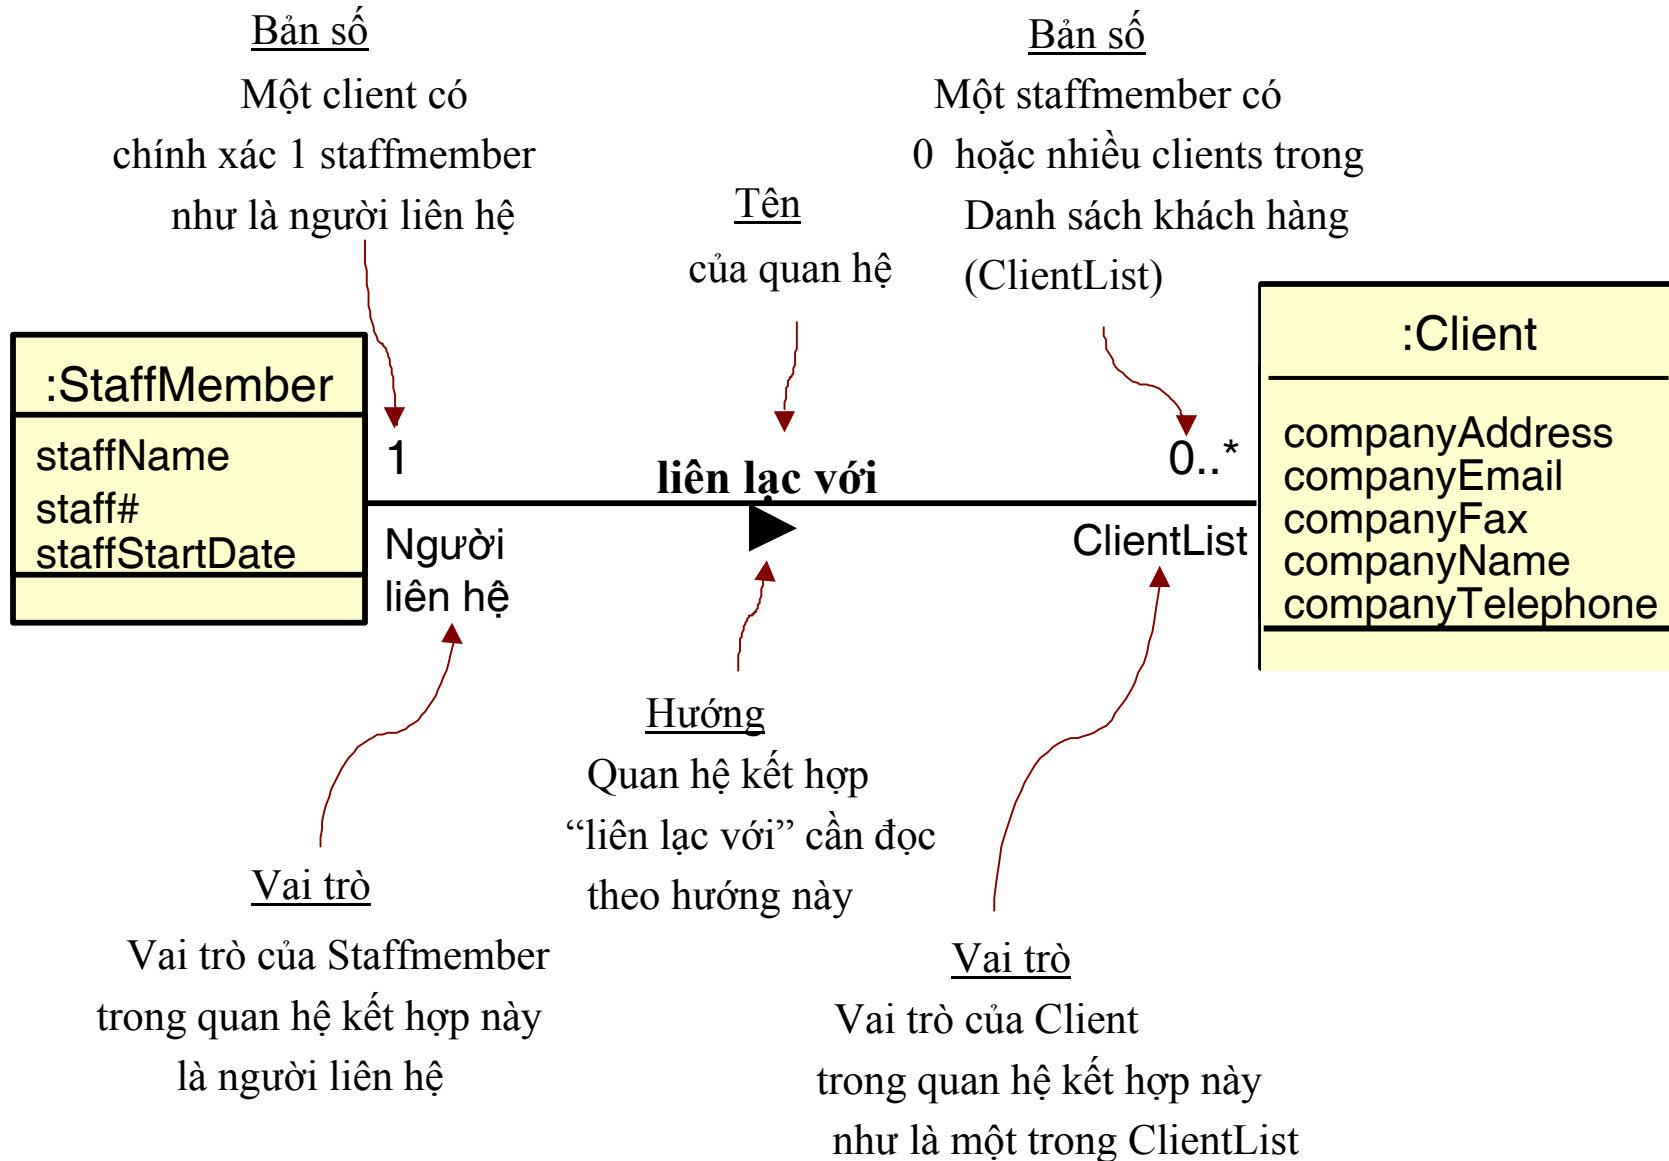 Bản số
Một client có
chính xác 1 staffmember
như là người liên hệ
Bản số
Một staffmember có
0 hoặc nhiều clients trong
Danh sách khách hàng
(ClientList)
Tên
của quan hệ
:StaffMember
staffName
staff#
staffStartDate
1
liên lạc với
0..*
Người
liên hệ
ClientList
:Client
companyAddress
companyEmail
companyFax
companyName
companyTelephone
Hướng
Quan hệ kết hợp
“liên lạc với” cần đọc
theo hướng này
Vai trò
Vai trò của Staffmember
trong quan hệ kết hợp này
là người liên hệ
Vai trò
Vai trò của Client
trong quan hệ kết hợp này
như là một trong ClientList